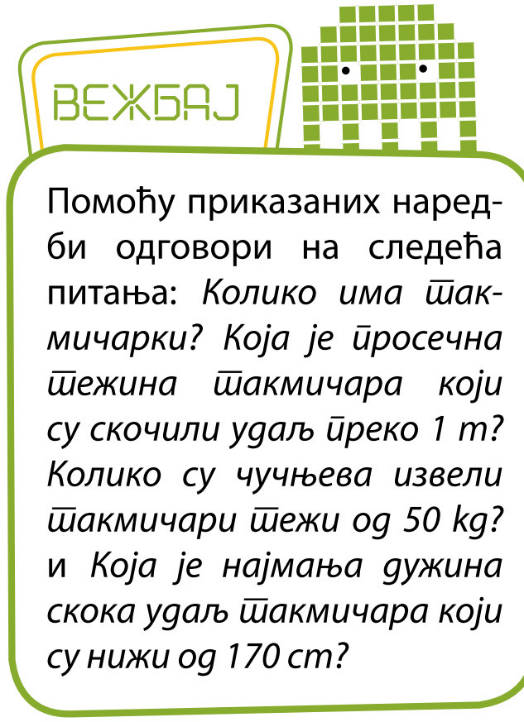 ВЕЖБАЈ
Помоћу приказаних наред-
би одговори на следећа
питања: Колико има так-
мичарки? Која је просечна
тежина такмичара који
су скочили удаљ преко 1 m?
Колико су чучњева извели
такмичари тежи од 50 kg?
и Која је најмања дужина
скока удаљ такмичара који
су нижи од 170 cm?